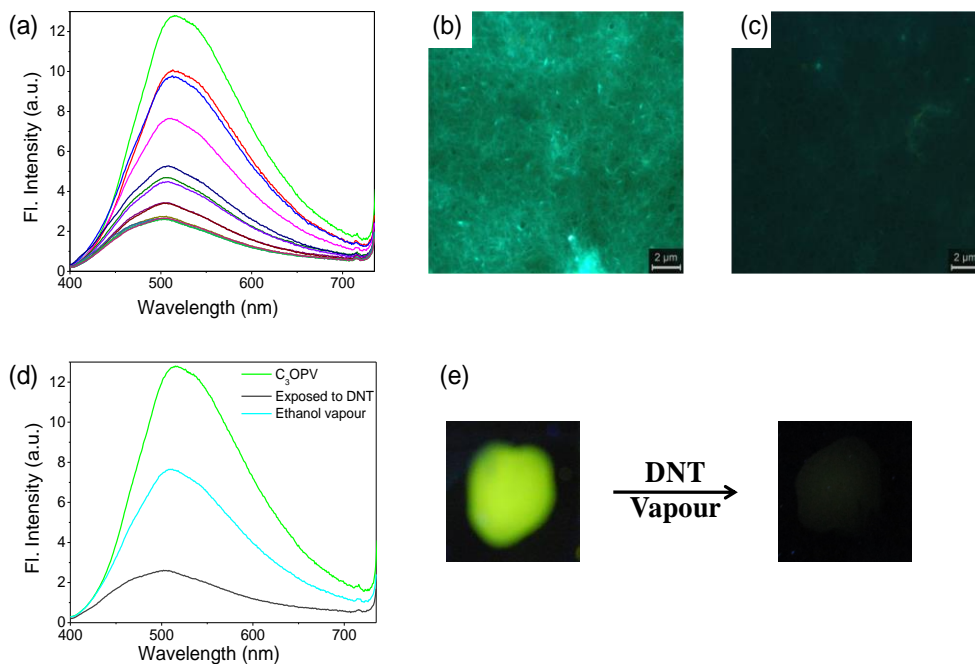 (a)
12
10
8
6
4
2
0
Fl. Intensity (a.u.)
400 500 600 700
Wavelength (nm)
(b)
2 µm
(c)
2 µm
(d)
12
10
8
6
4
2
0
Fl. Intensity (a.u.)
400 500 600 700
Wavelength (nm)
C₃OPV
Exposed to DNT
Ethanol vapour
(e)
DNT
Vapour